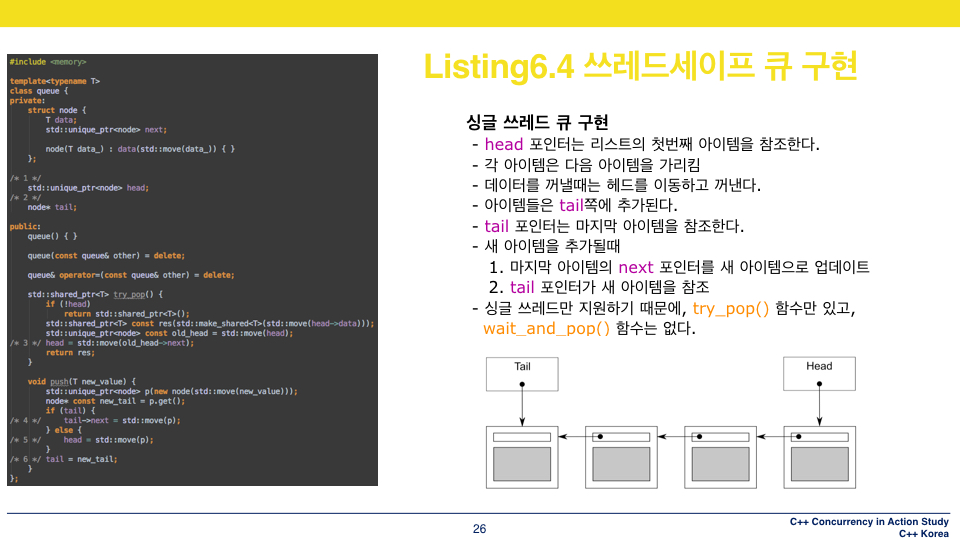 Listing6.4 쓰레드세이프 큐 구현
#include <memory>
template<typename T>
class queue {
private:
struct node {
T data;
std::unique_ptr<node> next;
node(T data_) : data(std::move(data_)) { }
};
/* 1 */
std::unique_ptr<node> head;
/* 2 */
node* tail;
public:
queue() { }
queue(const queue& other) = delete;
queue& operator=(const queue& other) = delete;
std::shared_ptr<T> try_pop() {
if (!head)
return std::shared_ptr<T>();
std::shared_ptr<T> const res(std::make_shared<T>(std::move(head->data)));
std::unique_ptr<node> const old_head = std::move(head);
/* 3 */ head = std::move(old_head->next);
return res;
}
void push(T new_value) {
std::unique_ptr<node> p(new node(std::move(new_value)));
node* const new_tail = p.get();
if (tail) {
/* 4 */ tail->next = std::move(p);
} else {
/* 5 */ head = std::move(p);
}
/* 6 */ tail = new_tail;
}
};
싱글 쓰레드 큐 구현
- head 포인터는 리스트의 첫번째 아이템을 참조한다.
- 각 아이템은 다음 아이템을 가리킴
- 데이터를 꺼낼때는 헤드를 이동하고 꺼낸다.
- 아이템들은 tail쪽에 추가된다.
- tail 포인터는 마지막 아이템을 참조한다.
- 새 아이템을 추가될때
1. 마지막 아이템의 next 포인터를 새 아이템으로 업데이트
2. tail 포인터가 새 아이템을 참조
- 싱글 쓰레드만 지원하기 때문에, try_pop() 함수만 있고,
wait_and_pop() 함수는 없다.
Tail
Head
26
C++ Concurrency in Action Study
C++ Korea